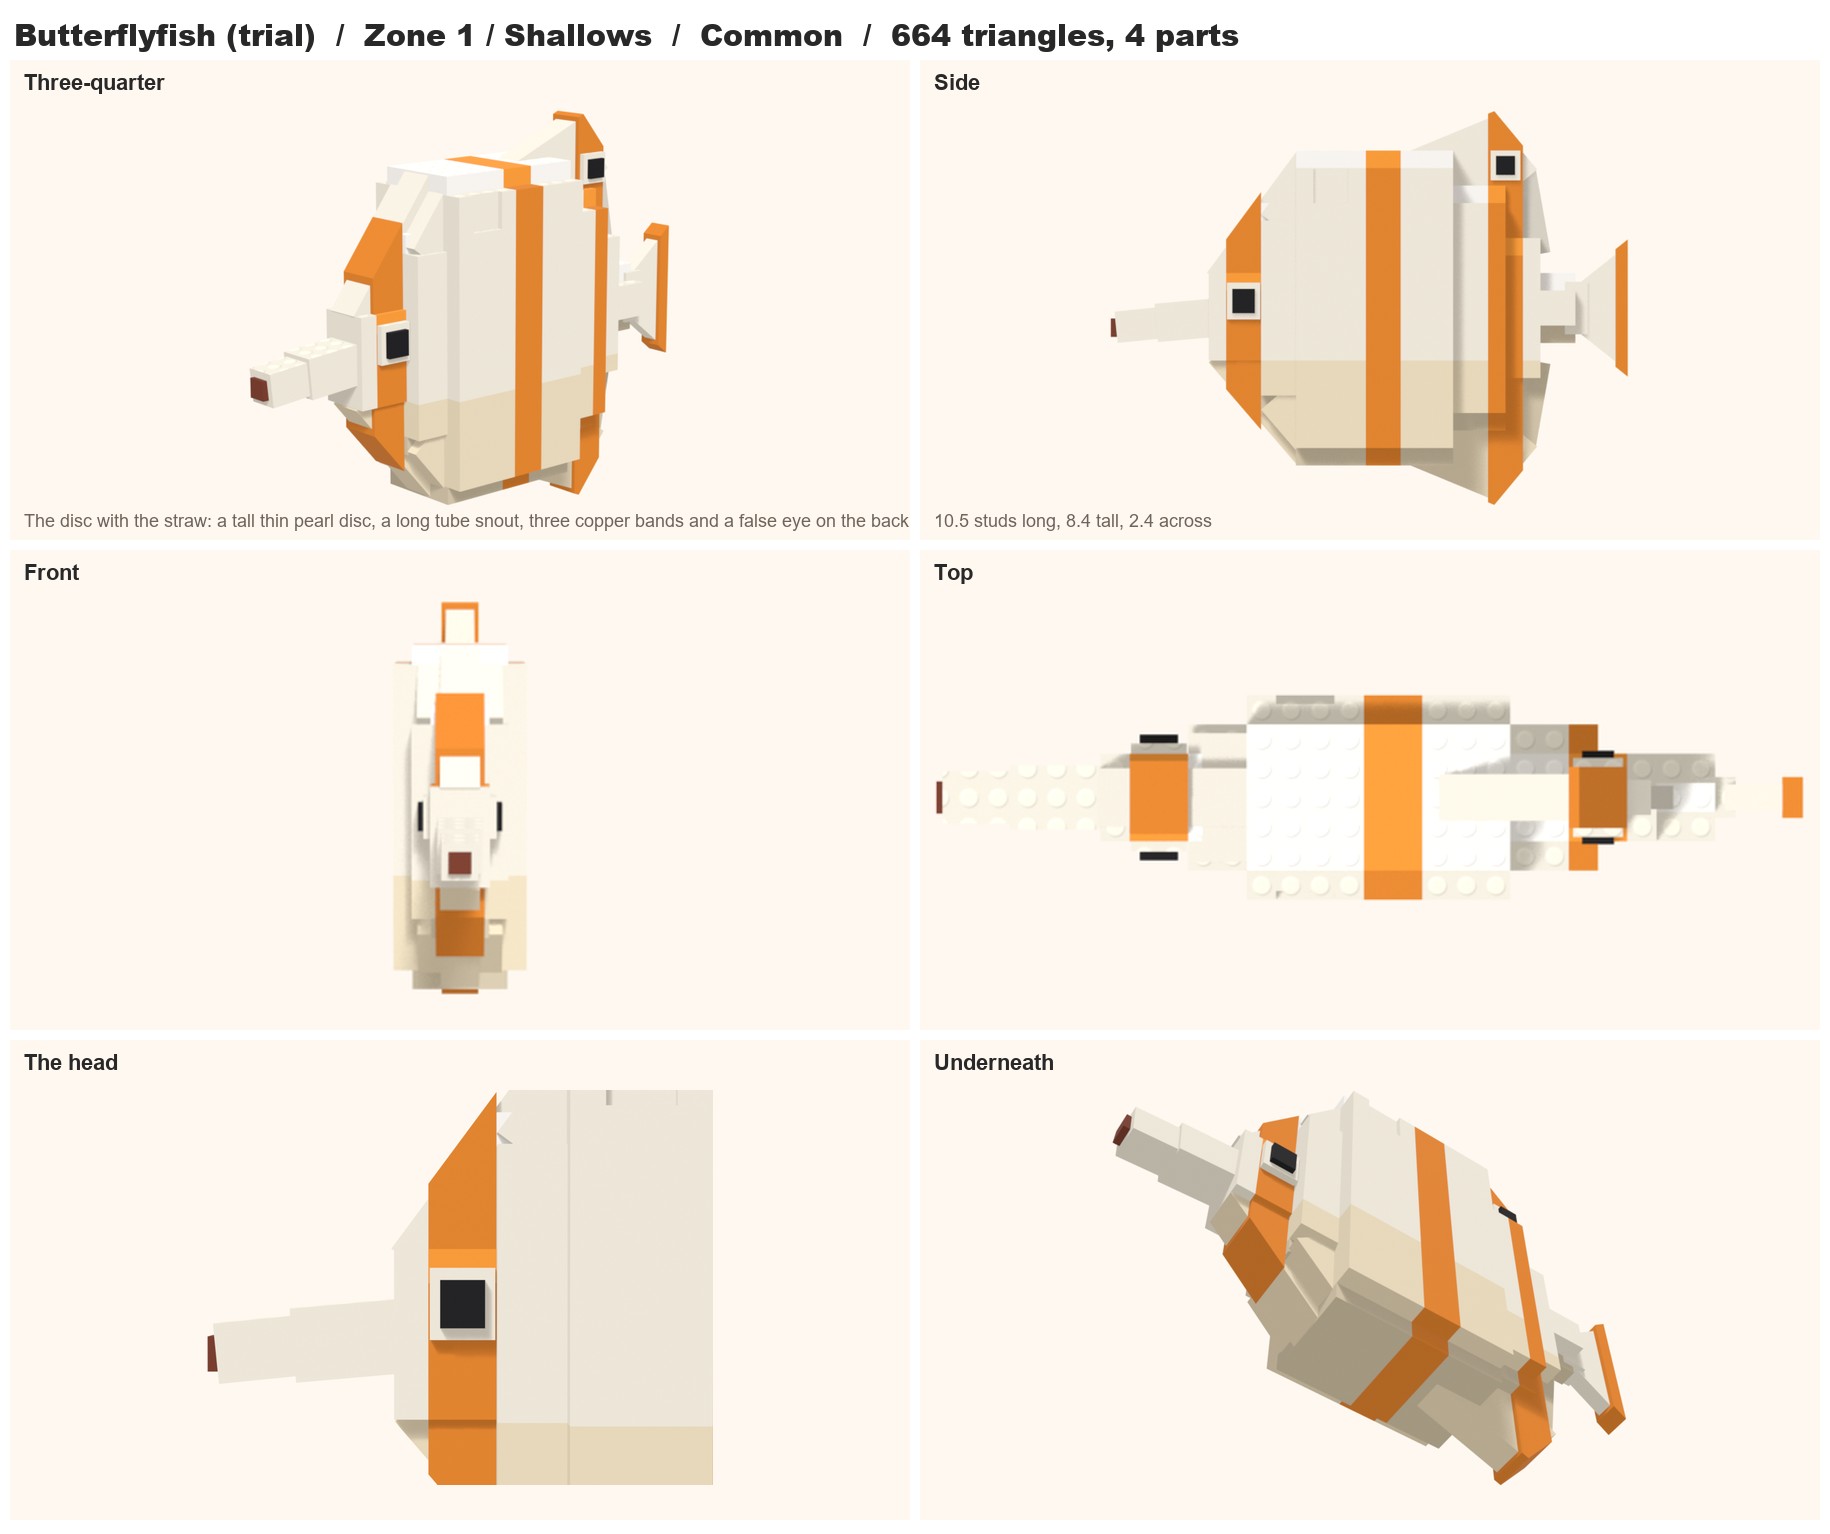 Butterflyfish (trial)  /  Zone 1 / Shallows  /  Common  /  664 triangles, 4 parts
Three-quarter
The disc with the straw: a tall thin pearl disc, a long tube snout, three copper bands and a false eye on the back
Side
10.5 studs long, 8.4 tall, 2.4 across
Front
Top
The head
Underneath